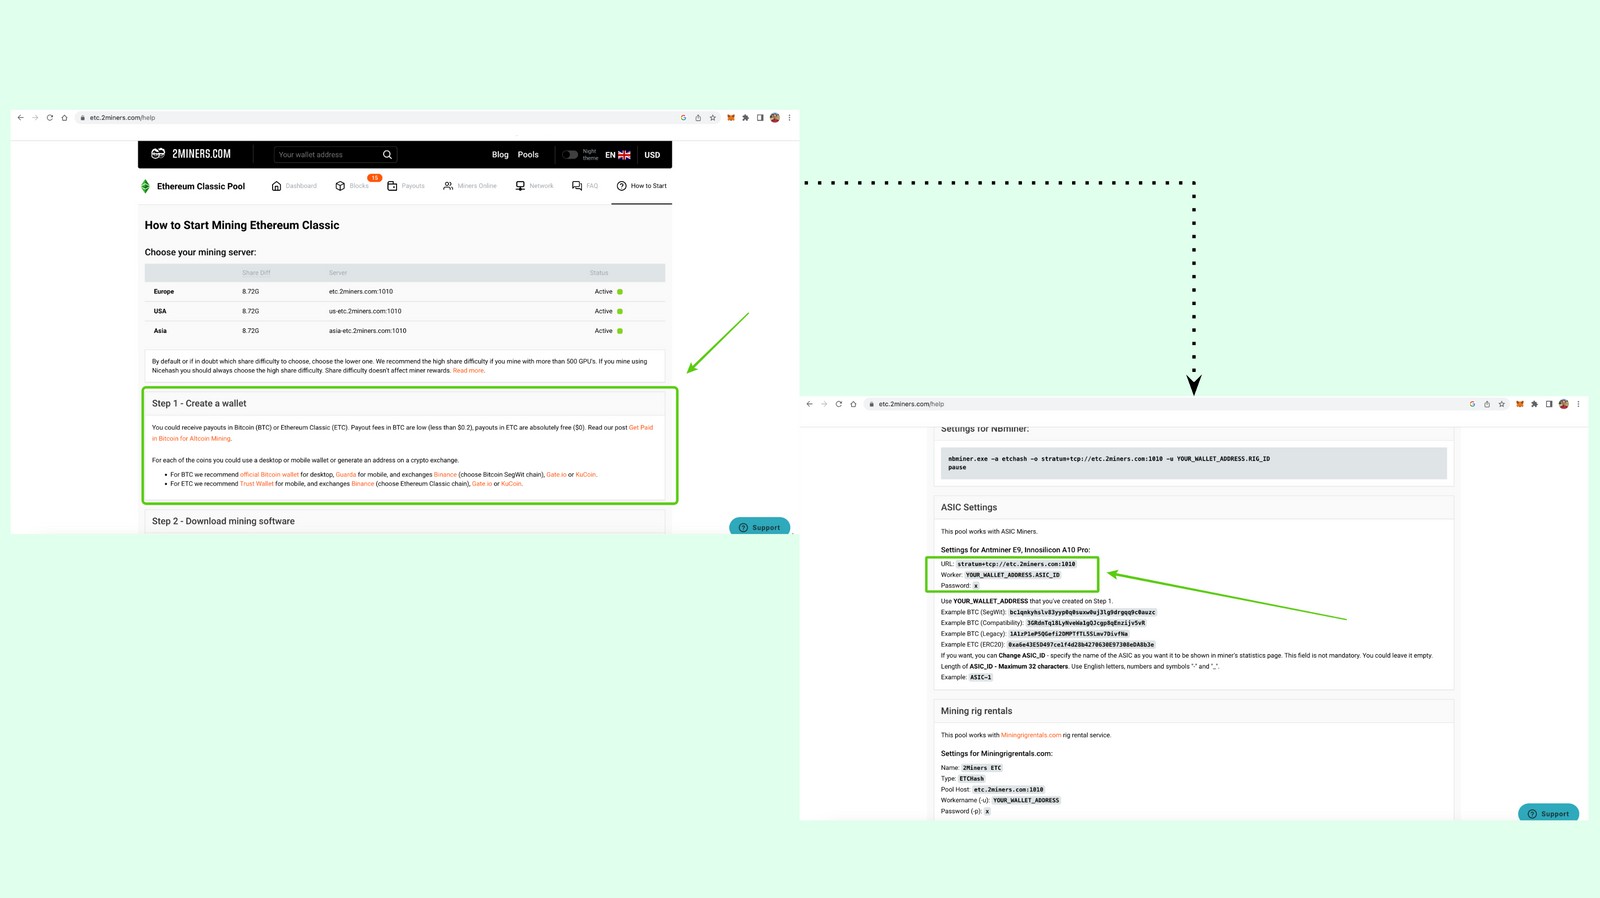 etc.2miners.com/help
2MINERS.COM
Your wallet address
Blog Pools
Night theme
EN
USD
Ethereum Classic Pool
Dashboard
Blocks
15
Payouts
Miners Online
Network
FAQ
How to Start
How to Start Mining Ethereum Classic
Choose your mining server:
Share Diff Server Status
Europe 8.72G etc.2miners.com:1010 Active
USA 8.72G us-etc.2miners.com:1010 Active
Asia 8.72G asia-etc.2miners.com:1010 Active
By default or if in doubt which share difficulty to choose, choose the lower one. We recommend the high share difficulty if you mine with more than 500 GPU's. If you mine using
Nicehash you should always choose the high share difficulty. Share difficulty doesn't affect miner rewards. Read more.
Step 1 - Create a wallet
You could receive payouts in Bitcoin (BTC) or Ethereum Classic (ETC). Payout fees in BTC are low (less than $0.2), payouts in ETC are absolutely free ($0). Read our post Get Paid
in Bitcoin for Altcoin Mining.
For each of the coins you could use a desktop or mobile wallet or generate an address on a crypto exchange.
• For BTC we recommend official Bitcoin wallet for desktop, Guarda for mobile, and exchanges Binance (choose Bitcoin SegWit chain), Gate.io or KuCoin.
• For ETC we recommend Trust Wallet for mobile, and exchanges Binance (choose Ethereum Classic chain), Gate.io or KuCoin.
Step 2 - Download mining software
Support
etc.2miners.com/help
Settings for NBminer:
nbminer.exe -a etchash -o stratum+tcp://etc.2miners.com:1010 -u YOUR_WALLET_ADDRESS.RIG_ID
pause
ASIC Settings
This pool works with ASIC Miners.
Settings for Antminer E9, Innosilicon A10 Pro:
URL: stratum+tcp://etc.2miners.com:1010
Worker: YOUR_WALLET_ADDRESS.ASIC_ID
Password: x
Use YOUR_WALLET_ADDRESS that you've created on Step 1.
Example BTC (SegWit):
Example BTC (Compatibility):
Example BTC (Legacy):
Example ETC (ERC20):
If you want, you can Change ASIC_ID - specify the name of the ASIC as you want it to be shown in miner's statistics page. This field is not mandatory. You could leave it empty.
Length of ASIC_ID - Maximum 32 characters. Use English letters, numbers and symbols "-" and "_".
Example: ASIC-1
Mining rig rentals
This pool works with Miningrigrentals.com rig rental service.
Settings for Miningrigrentals.com:
Name: 2Miners ETC
Type: ETCHash
Pool Host: etc.2miners.com:1010
Workername (-u): YOUR_WALLET_ADDRESS
Password (-p): x
Support